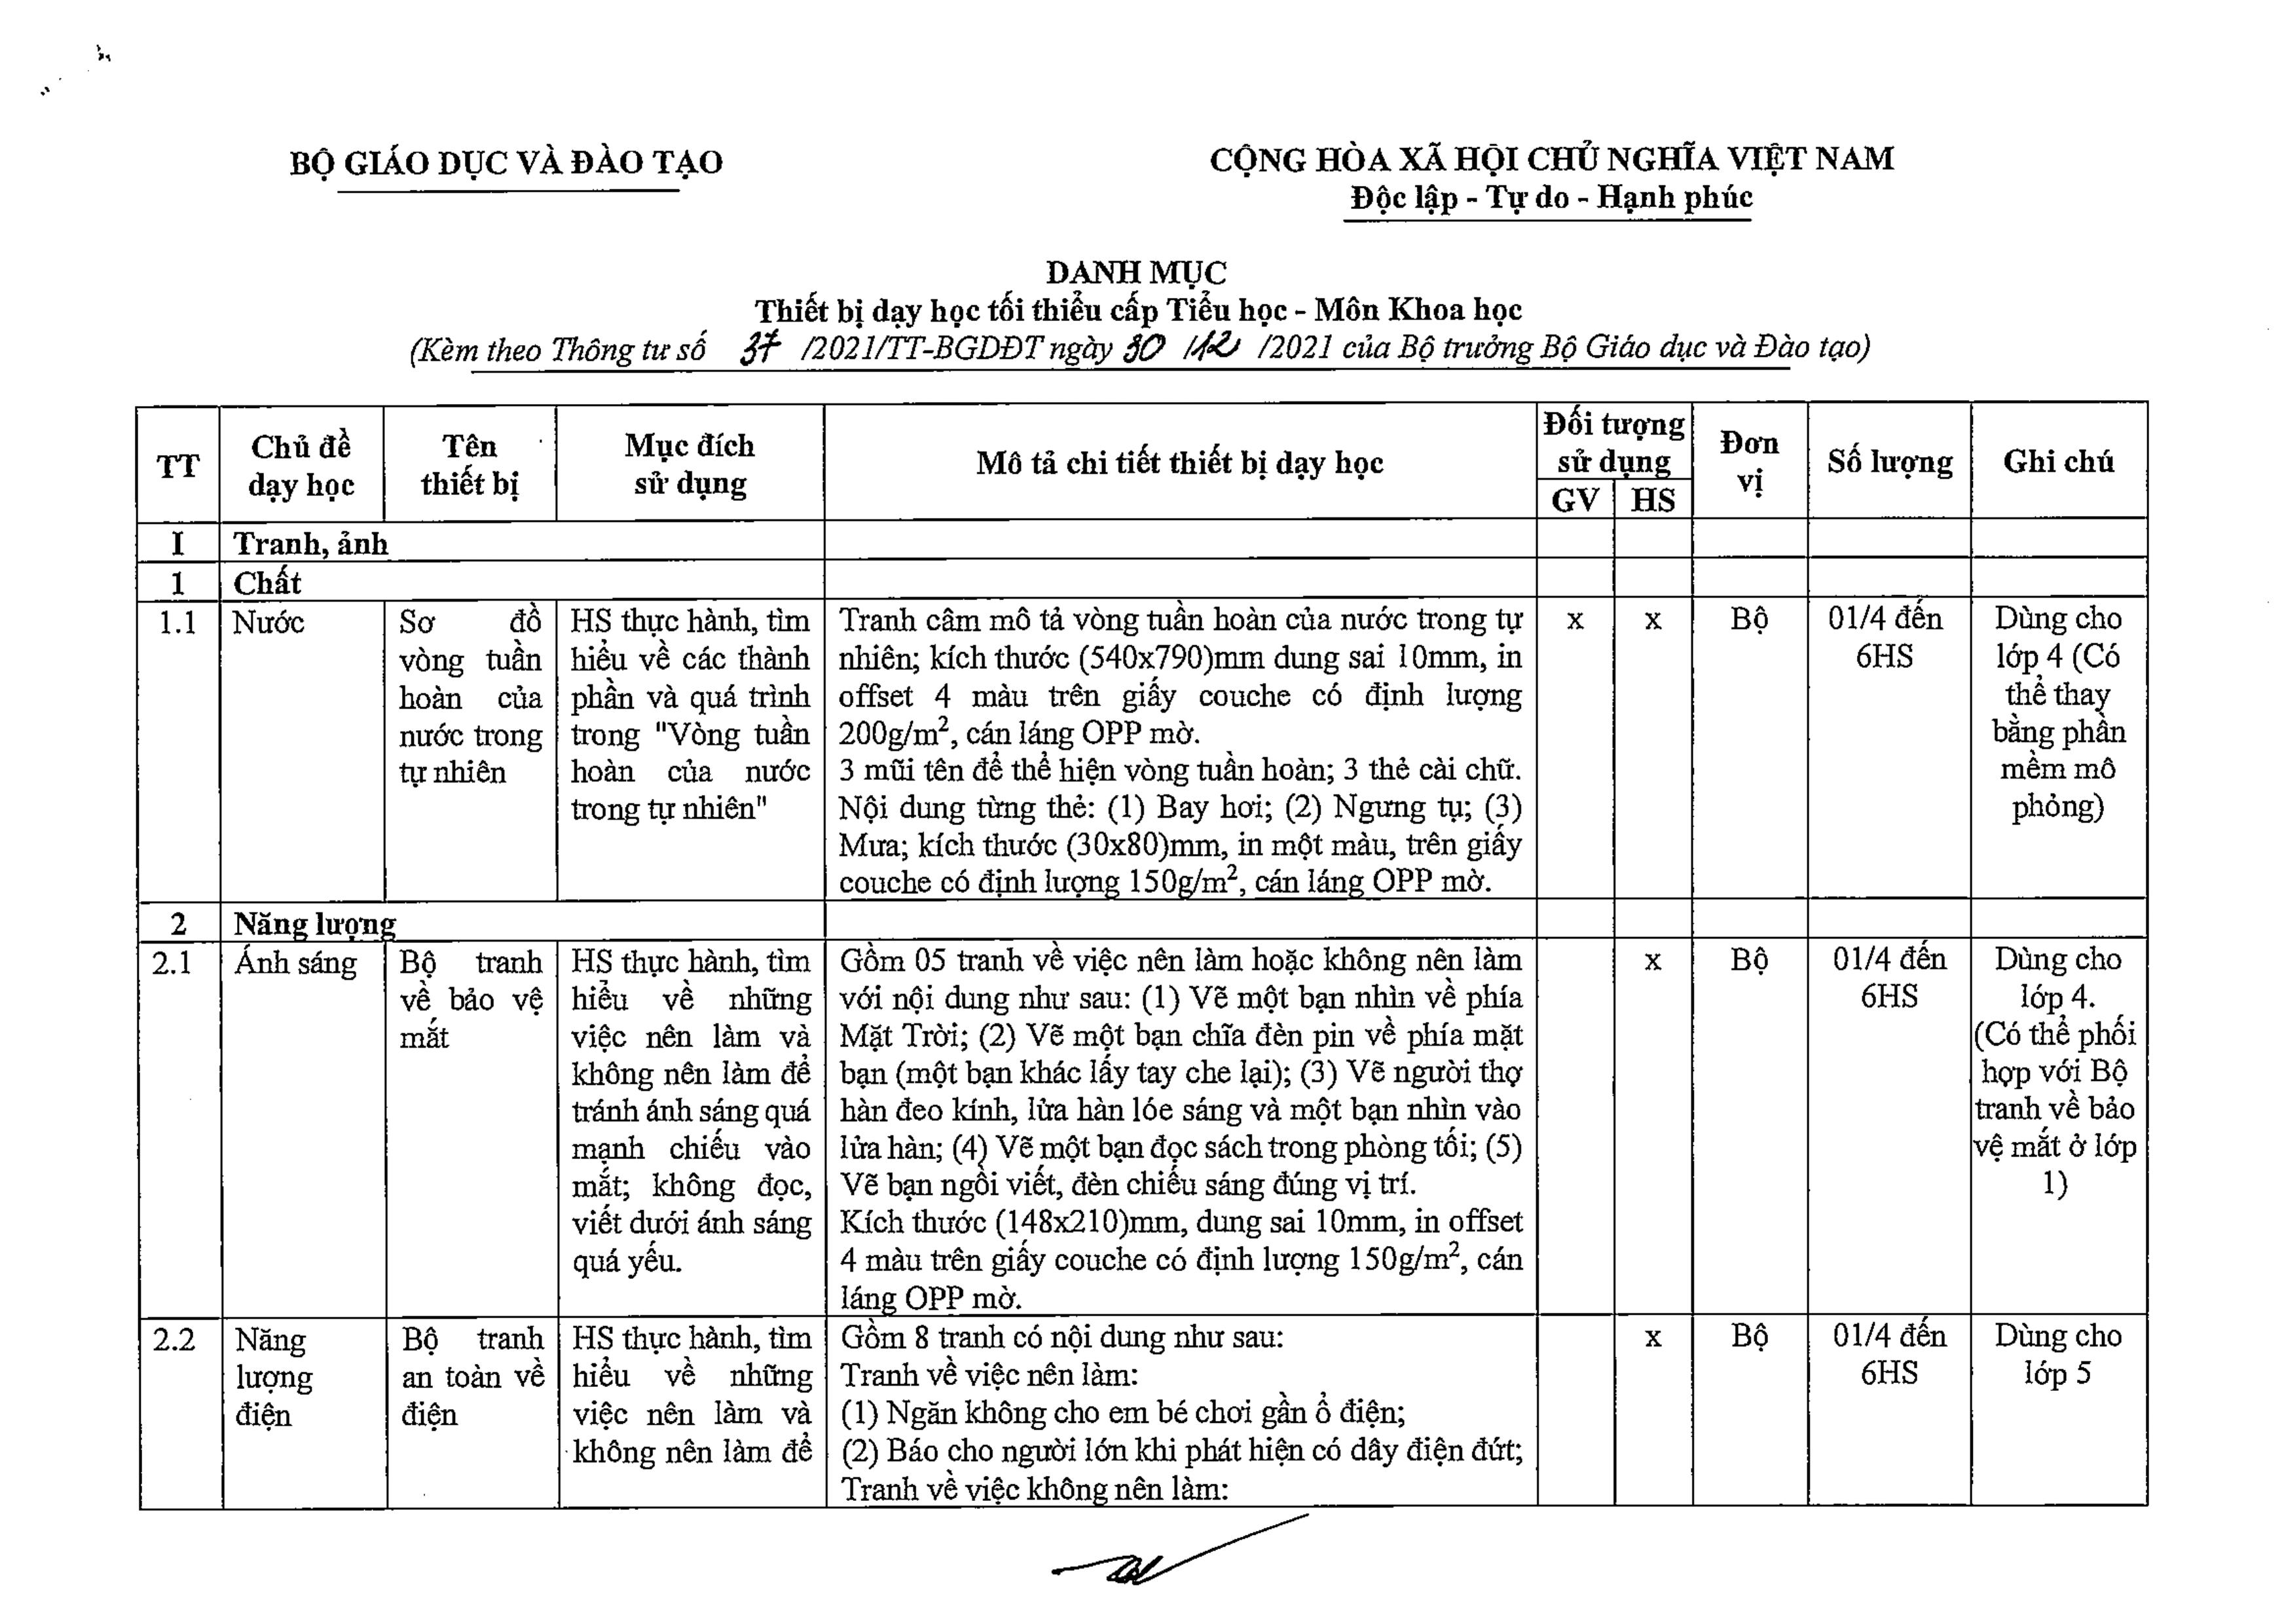 BỘ GIÁO DỤC VÀ ĐÀO TẠO
CỘNG HÒA XÃ HỘI CHỦ NGHĨA VIỆT NAM
Độc lập - Tự do - Hạnh phúc
DANH MỤC
Thiết bị dạy học tối thiểu cấp Tiểu học - Môn Khoa học
(Kèm theo Thông tư số 37 /2021/TT-BGDĐT ngày 30 /12 /2021 của Bộ trưởng Bộ Giáo dục và Đào tạo)
TT
Chủ đề
dạy học
Tên
thiết bị
Mục đích
sử dụng
Mô tả chi tiết thiết bị dạy học
Đối tượng
sử dụng
GV HS
Đơn
vị
Số lượng
Ghi chú
I Tranh, ảnh
1 Chất
1.1
Nước
Sơ đồ
vòng tuần
hoàn của
nước trong
tự nhiên
HS thực hành, tìm
hiểu về các thành
phần và quá trình
trong "Vòng tuần
hoàn của nước
trong tự nhiên"
Tranh câm mô tả vòng tuần hoàn của nước trong tự
nhiên; kích thước (540x790)mm dung sai 10mm, in
offset 4 màu trên giấy couche có định lượng
200g/m², cán láng OPP mờ.
3 mũi tên để thể hiện vòng tuần hoàn; 3 thẻ cài chữ.
Nội dung từng thẻ: (1) Bay hơi; (2) Ngưng tụ; (3)
Mưa; kích thước (30x80)mm, in một màu, trên giấy
couche có định lượng 150g/m², cán láng OPP mờ.
x
x
Bộ
01/4 đến
6HS
Dùng cho
lớp 4 (Có
thể thay
bằng phần
mềm mô
phỏng)
2 Năng lượng
2.1
Ánh sáng
Bộ tranh
về bảo vệ
mắt
HS thực hành, tìm
hiểu về những
việc nên làm và
không nên làm để
tránh ánh sáng quá
mạnh chiếu vào
mắt; không đọc,
viết dưới ánh sáng
quá yếu.
Gồm 05 tranh về việc nên làm hoặc không nên làm
với nội dung như sau: (1) Vẽ một bạn nhìn về phía
Mặt Trời; (2) Vẽ một bạn chĩa đèn pin về phía mặt
bạn (một bạn khác lấy tay che lại); (3) Vẽ người thợ
hàn đeo kính, lửa hàn lóe sáng và một bạn nhìn vào
lửa hàn; (4) Vẽ một bạn đọc sách trong phòng tối; (5)
Vẽ bạn ngồi viết, đèn chiếu sáng đúng vị trí.
Kích thước (148x210)mm, dung sai 10mm, in offset
4 màu trên giấy couche có định lượng 150g/m², cán
láng OPP mờ.
x
Bộ
01/4 đến
6HS
Dùng cho
lớp 4.
(Có thể phối
hợp với Bộ
tranh về bảo
vệ mắt ở lớp
1)
2.2
Năng
lượng
điện
Bộ tranh
an toàn về
điện
HS thực hành, tìm
hiểu về những
việc nên làm và
không nên làm để
Gồm 8 tranh có nội dung như sau:
Tranh về việc nên làm:
(1) Ngăn không cho em bé chơi gần ổ điện;
(2) Báo cho người lớn khi phát hiện có dây điện đứt;
Tranh về việc không nên làm:
x
Bộ
01/4 đến
6HS
Dùng cho
lớp 5